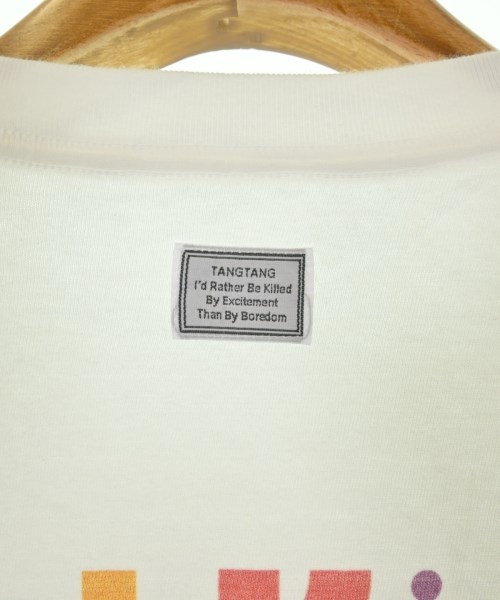 TANGTANG
I'd Rather Be Killed
By Excitement
Than By Boredom